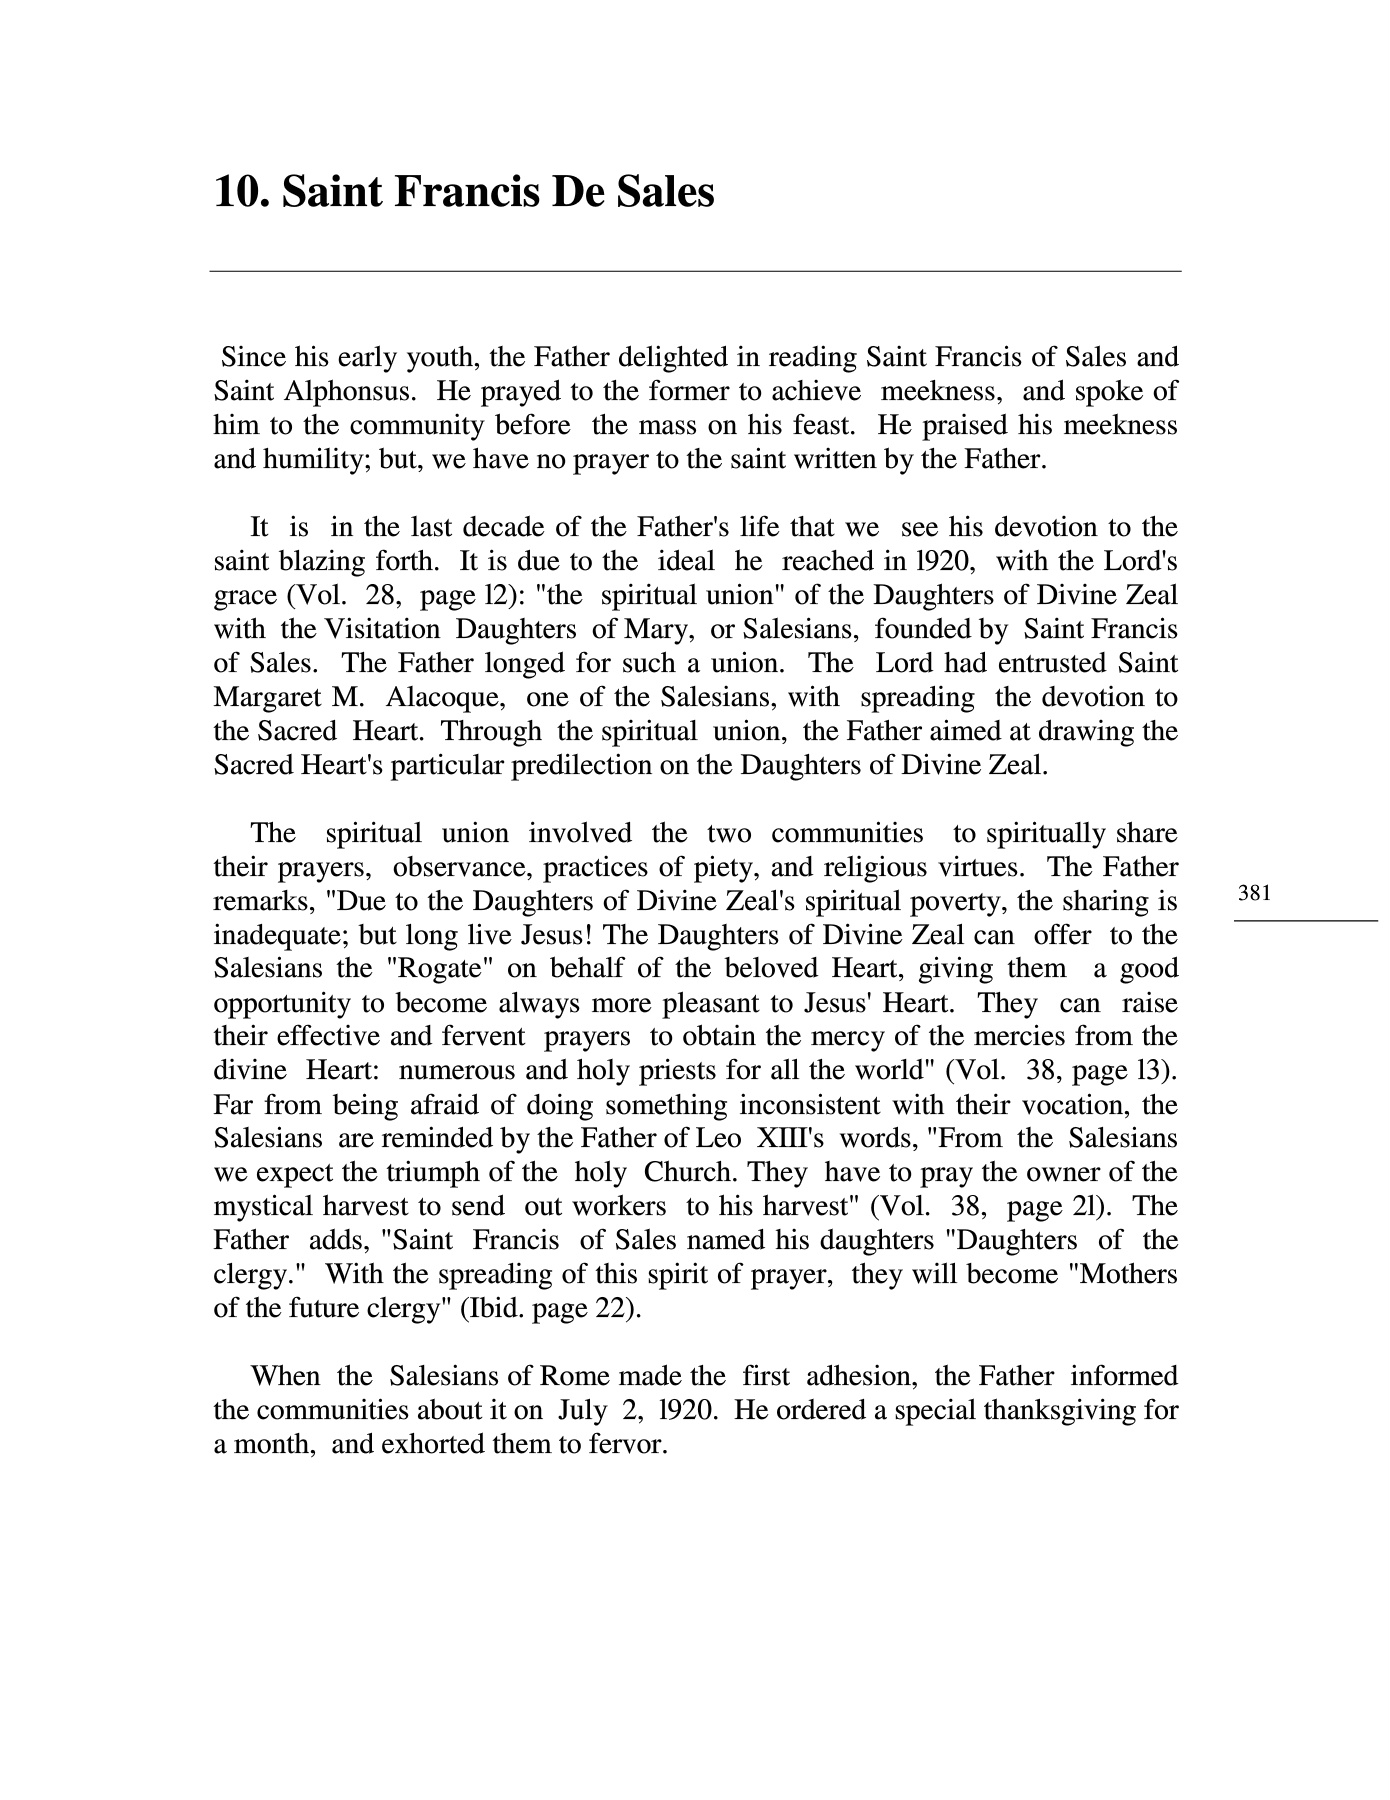 10. Saint Francis De Sales
Since his early youth, the Father delighted in reading Saint Francis of Sales and
Saint Alphonsus. He prayed to the former to achieve meekness, and spoke of
him to the community before the mass on his feast. He praised his meekness
and humility; but, we have no prayer to the saint written by the Father.
It is in the last decade of the Father's life that we see his devotion to the
saint blazing forth. It is due to the ideal he reached in l920, with the Lord's
grace (Vol. 28, page l2): "the spiritual union" of the Daughters of Divine Zeal
with the Visitation Daughters of Mary, or Salesians, founded by Saint Francis
of Sales. The Father longed for such a union. The Lord had entrusted Saint
Margaret M. Alacoque, one of the Salesians, with spreading the devotion to
the Sacred Heart. Through the spiritual union, the Father aimed at drawing the
Sacred Heart's particular predilection on the Daughters of Divine Zeal.
The spiritual union involved the two communities to spiritually share
their prayers, observance, practices of piety, and religious virtues. The Father
remarks, "Due to the Daughters of Divine Zeal's spiritual poverty, the sharing is
inadequate; but long live Jesus! The Daughters of Divine Zeal can offer to the
Salesians the "Rogate" on behalf of the beloved Heart, giving them a good
opportunity to become always more pleasant to Jesus' Heart. They can raise
their effective and fervent prayers to obtain the mercy of the mercies from the
divine Heart: numerous and holy priests for all the world" (Vol. 38, page l3).
Far from being afraid of doing something inconsistent with their vocation, the
Salesians are reminded by the Father of Leo XIII's words, "From the Salesians
we expect the triumph of the holy Church. They have to pray the owner of the
mystical harvest to send out workers to his harvest" (Vol. 38, page 2l). The
Father adds, "Saint Francis of Sales named his daughters "Daughters of the
clergy." With the spreading of this spirit of prayer, they will become "Mothers
of the future clergy" (Ibid. page 22).
When the Salesians of Rome made the first adhesion, the Father informed
the communities about it on July 2, l920. He ordered a special thanksgiving for
a month, and exhorted them to fervor.
381